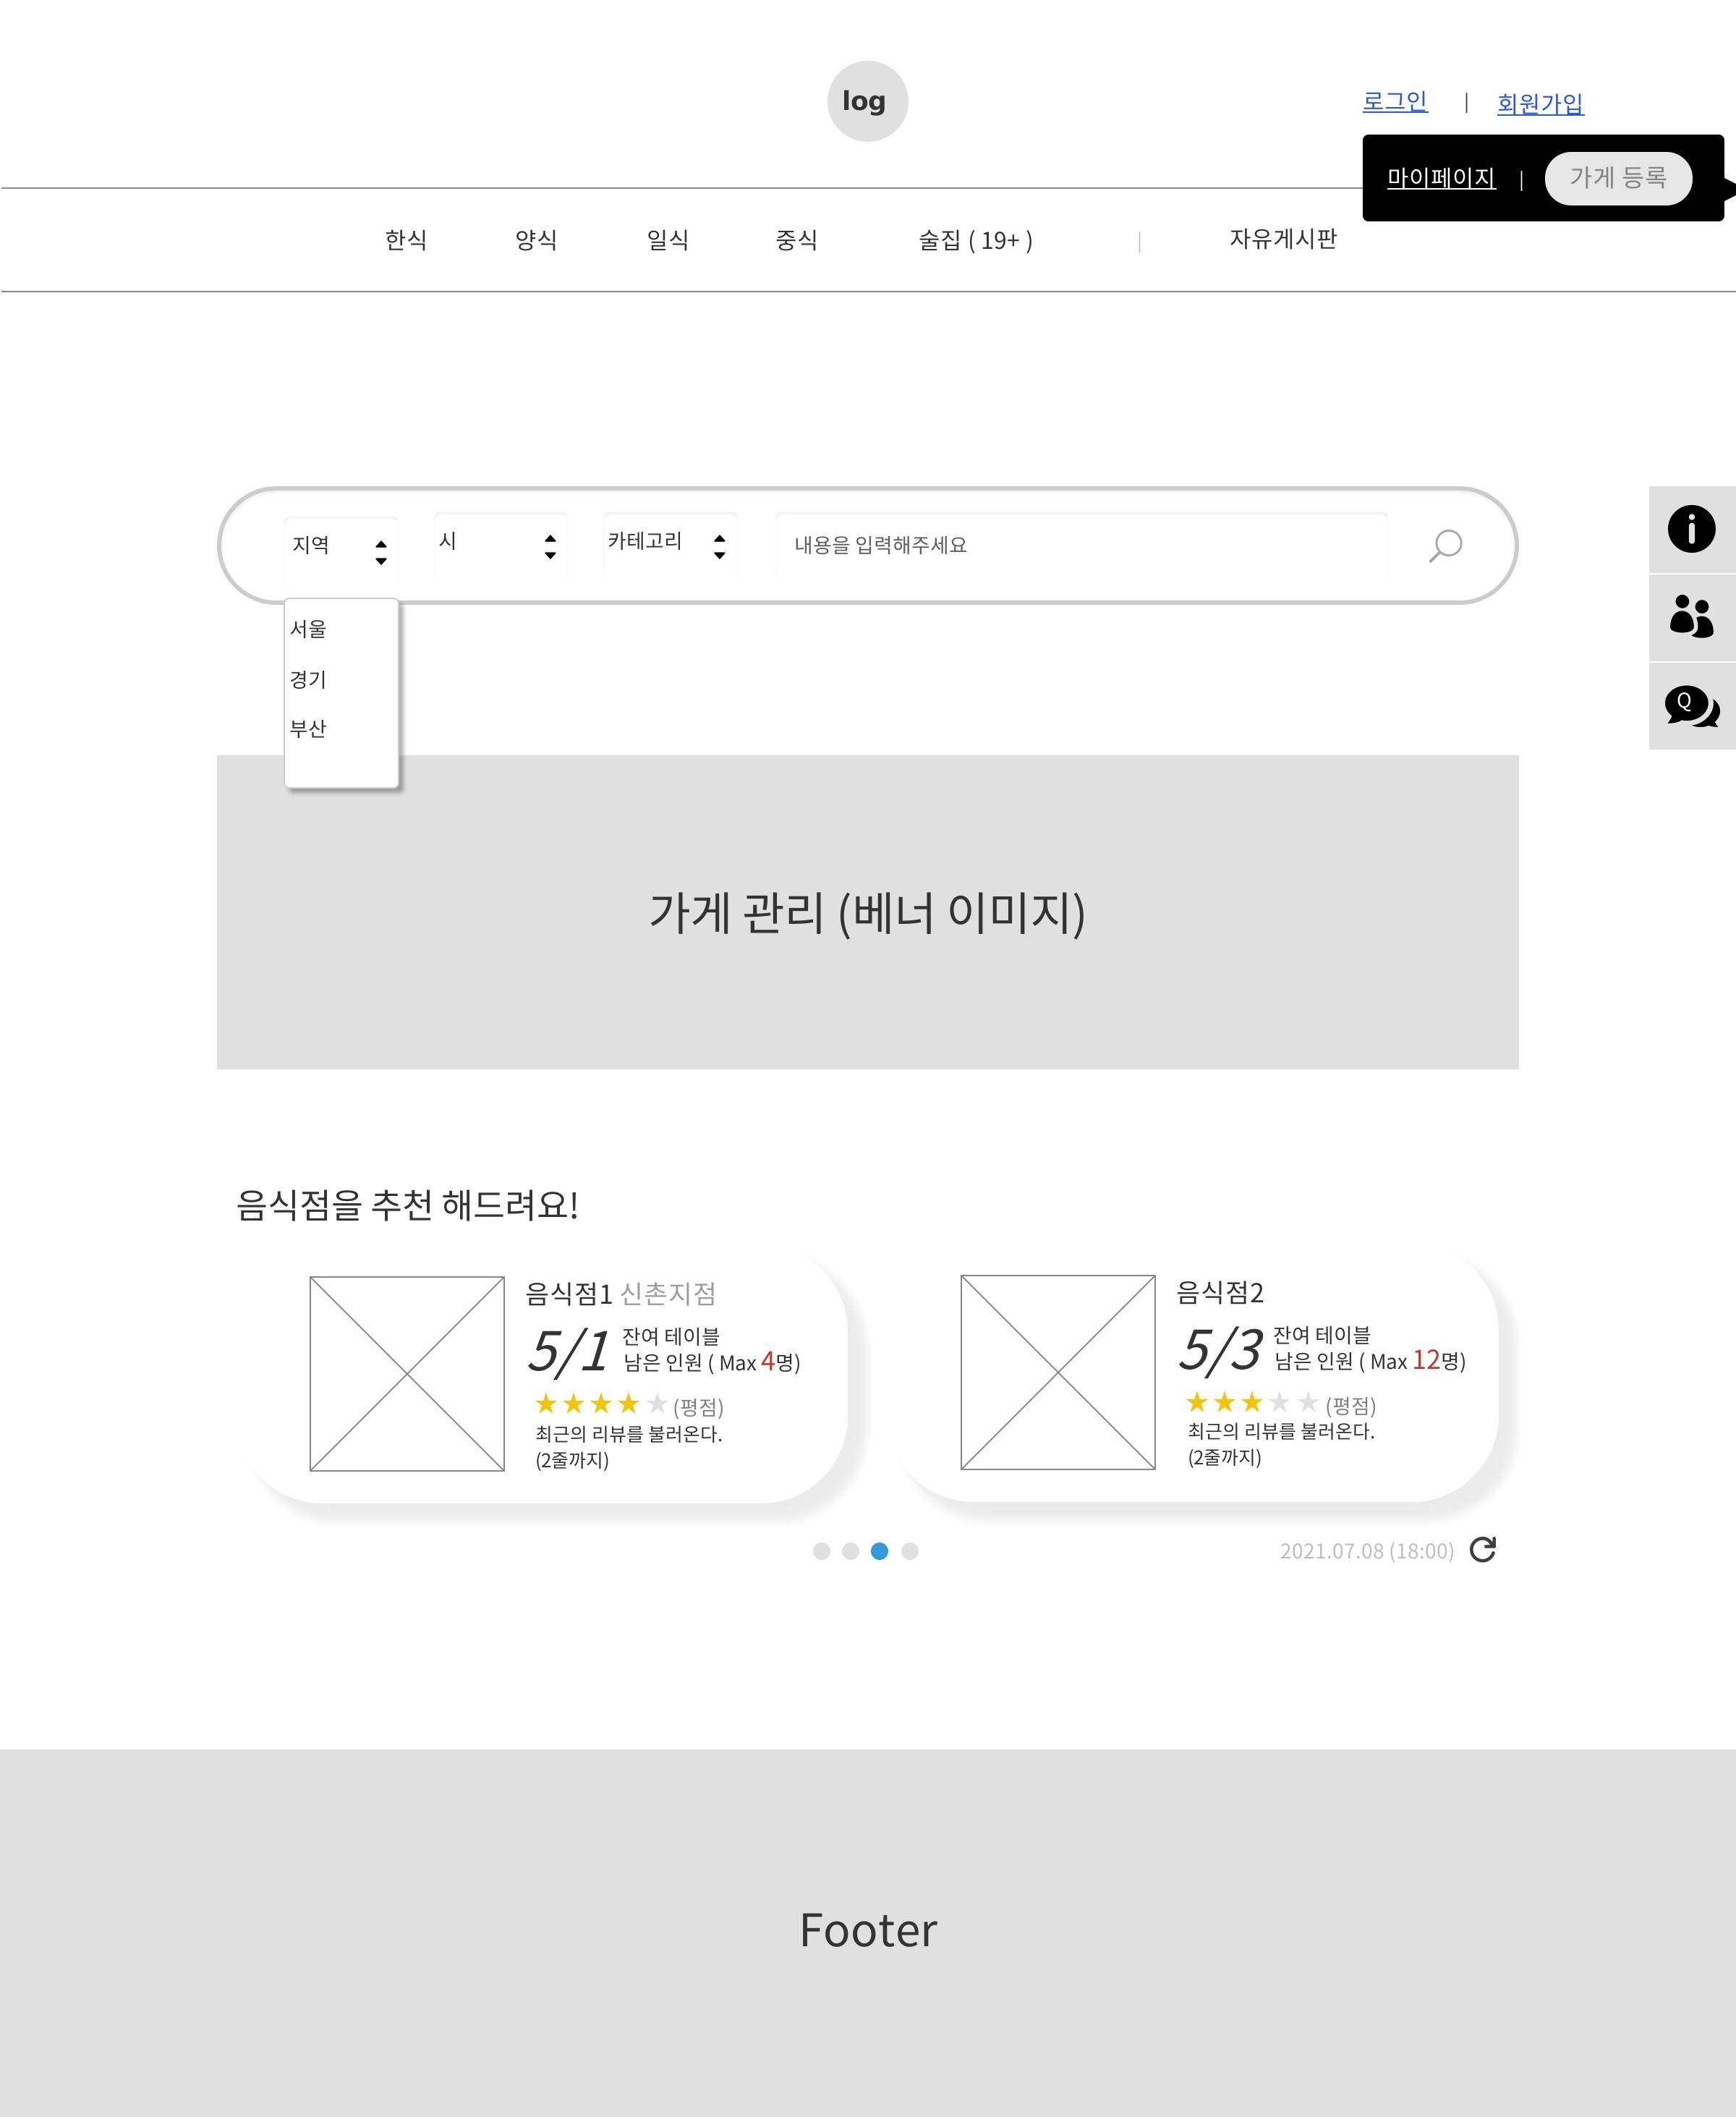 log
로그인 | 회원가입
마이페이지 | 가게 등록
한식 양식 일식 중식 술집 ( 19+ ) | 자유게시판
지역 시 카테고리 내용을 입력해주세요
서울
경기
부산
Q
가게 관리 (베너 이미지)
음식점을 추천 해드려요!
음식점1 신촌지점
5/1 잔여 테이블
남은 인원 ( Max 4명)
★★★★★ (평점)
최근의 리뷰를 불러온다.
(2줄까지)
음식점2
5/3 잔여 테이블
남은 인원 ( Max 12명)
★★★★★ (평점)
최근의 리뷰를 불러온다.
(2줄까지)
2021.07.08 (18:00)
Footer